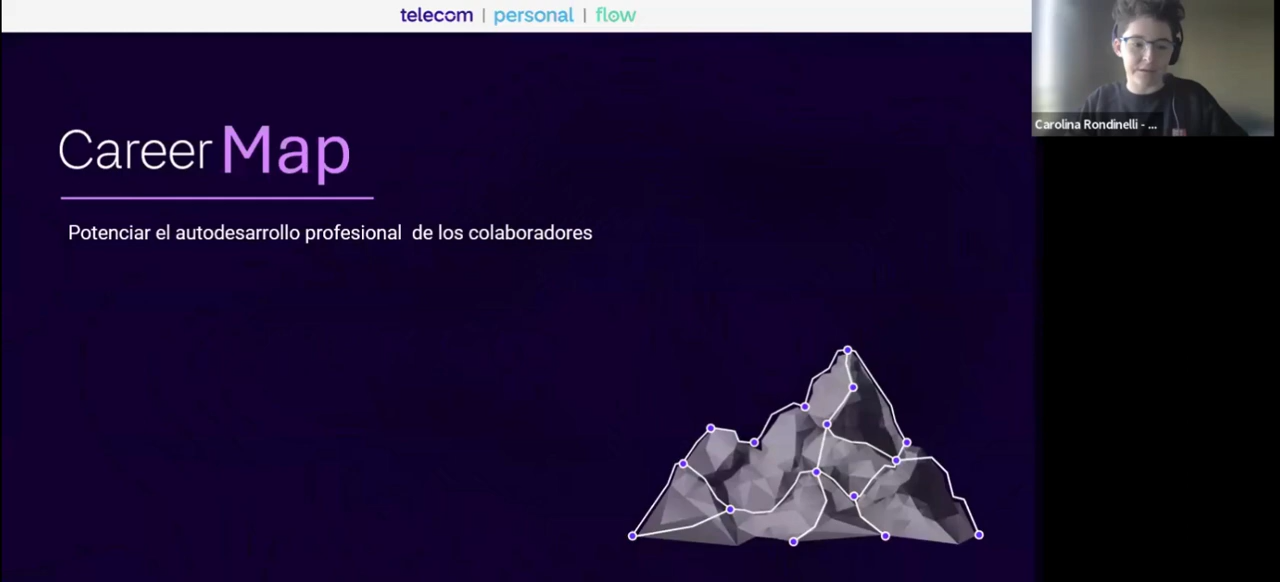 telecom | personal | flow
Career Map
Potenciar el autodesarrollo profesional de los colaboradores
Carolina Rondinelli - ...